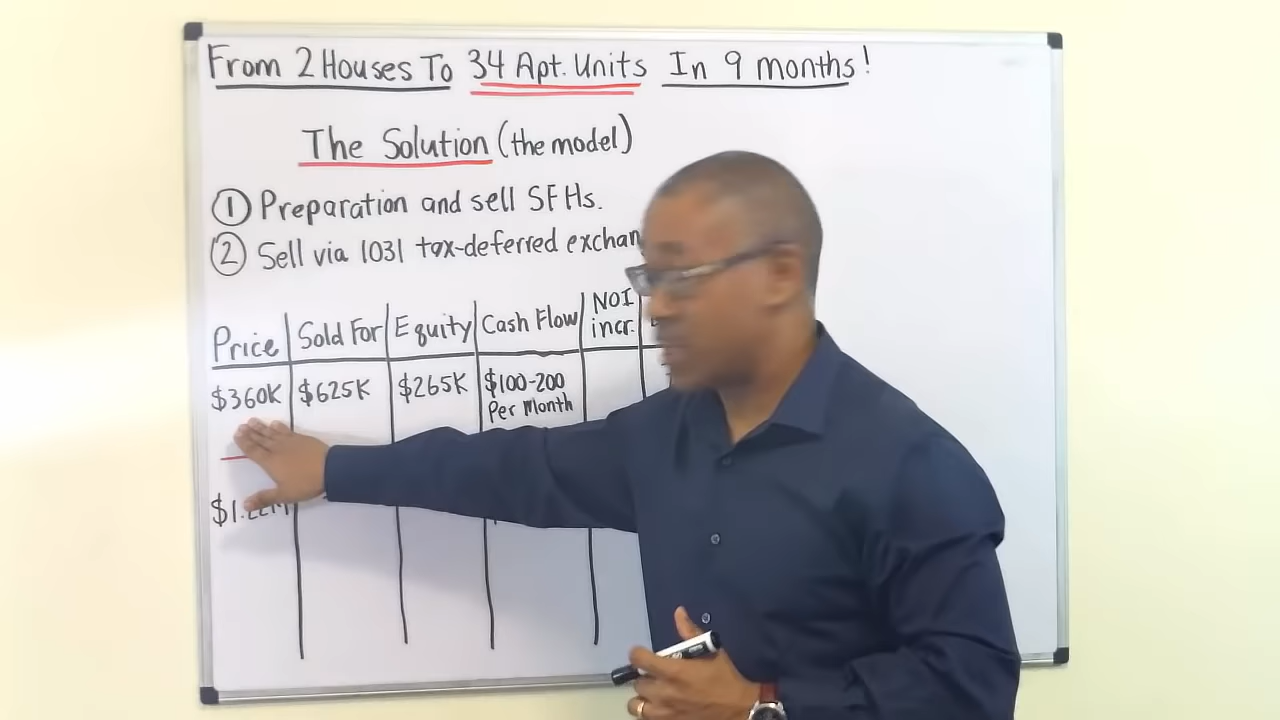 From 2 Houses To 34 Apt. Units In 9 months!
The Solution (the model)
1 Preparation and sell SFHs.
2 Sell via 1031 tax-deferred
Price Sold For Equity Cash Flow NOI incr.
$360K $625K $265K $100-200 Per Month